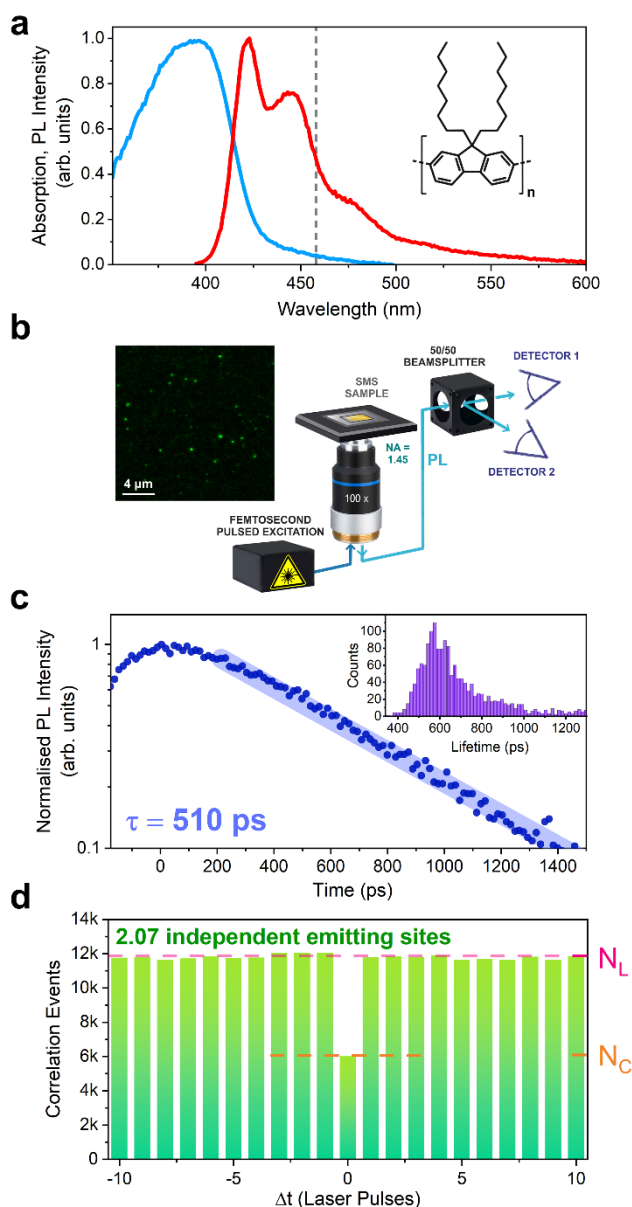 a
Absorption, PL Intensity
(arb. units)
1.0
0.8
0.6
0.4
0.2
0.0
n
400
450
500
550
600
Wavelength (nm)
b
4 µm
SMS
SAMPLE
NA =
1.45
100 x
PL
50/50
BEAMSPLITTER
DETECTOR 1
DETECTOR 2
FEMTOSECOND
PULSED EXCITATION
c
Normalised PL Intensity
(arb. units)
1
0.1
τ = 510 ps
Counts
100
80
60
40
20
0
400
600
800
1000
1200
Lifetime (ps)
0
200
400
600
800
1000
1200
1400
Time (ps)
d
Correlation Events
14k
12k
10k
8k
6k
4k
2k
0
2.07 independent emitting sites
N_L
N_C
-10
-5
0
5
10
Δt (Laser Pulses)